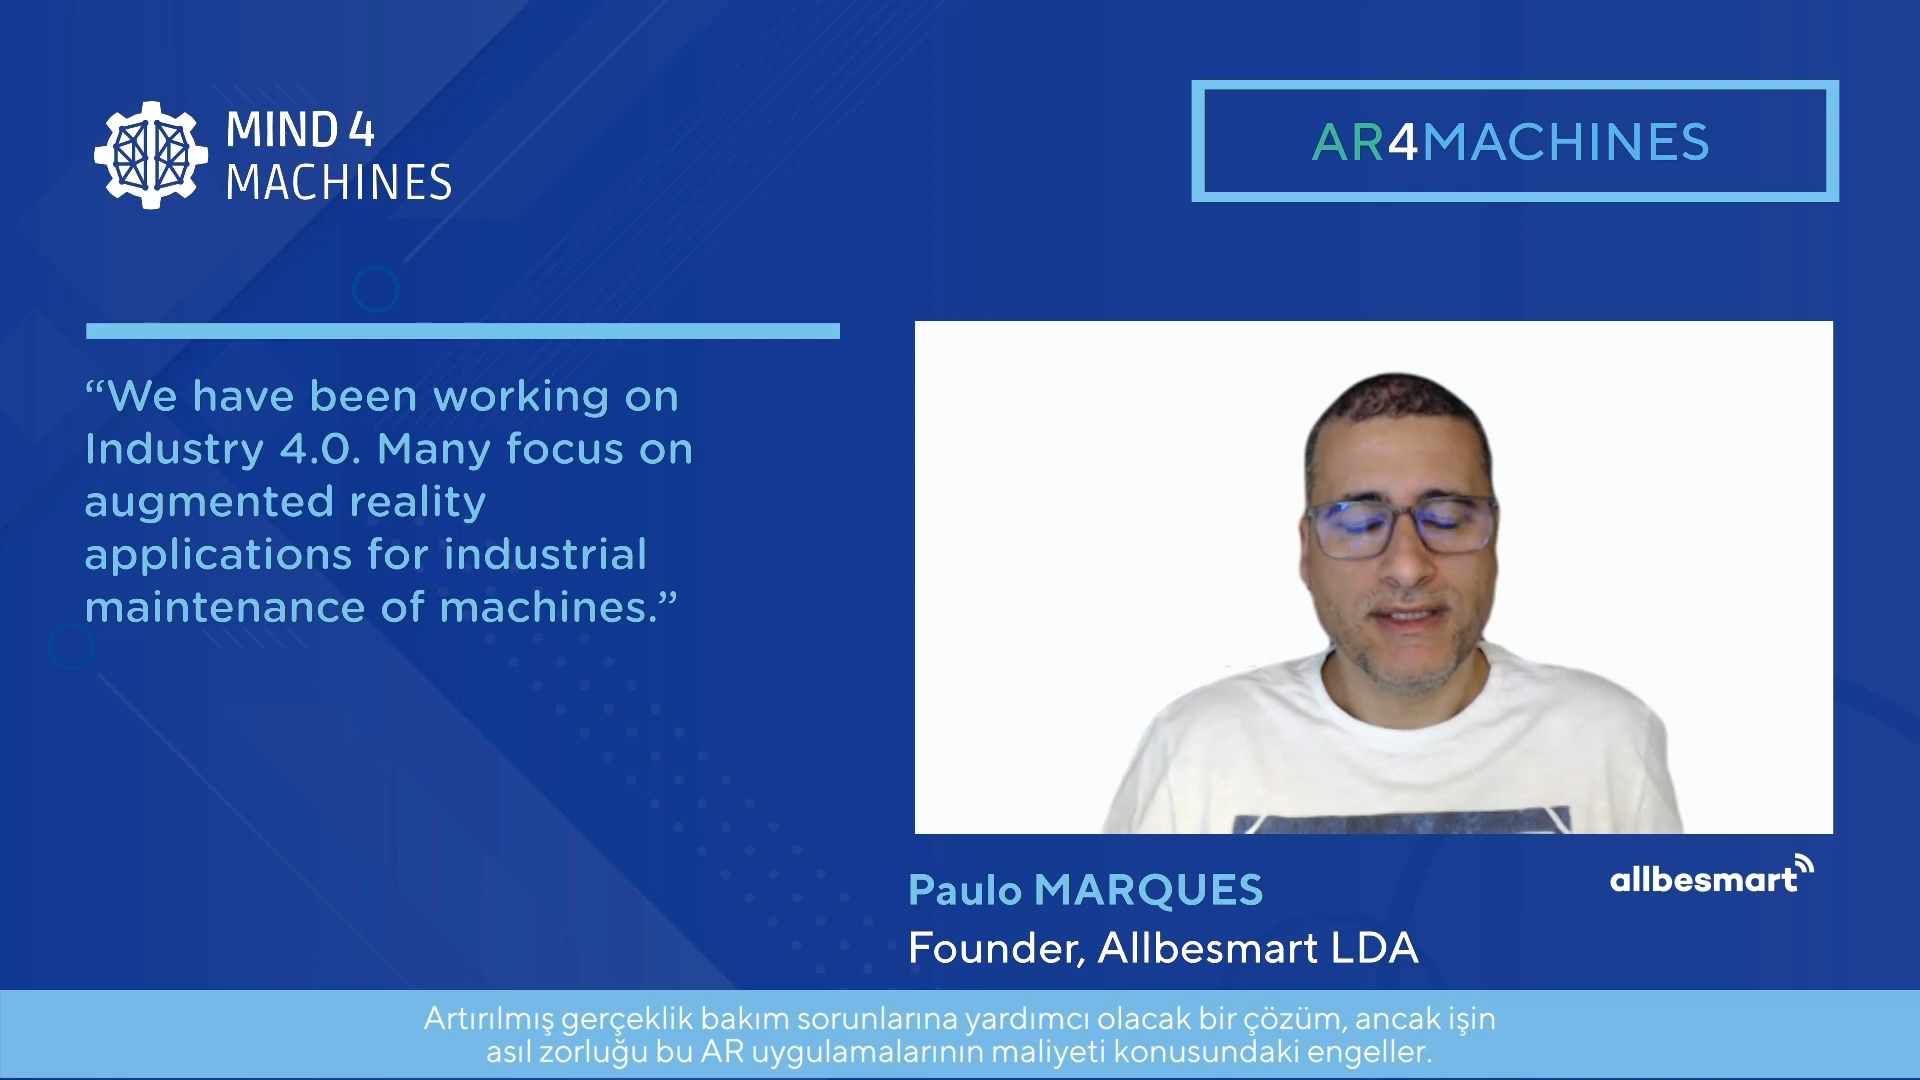 MIND 4
MACHINES
AR4MACHINES
“We have been working on
Industry 4.0. Many focus on
augmented reality
applications for industrial
maintenance of machines.”
Paulo MARQUES
Founder, Allbesmart LDA
allbesmart
Artırılmış gerçeklik bakım sorunlarına yardımcı olacak bir çözüm, ancak işin
asıl zorluğu bu AR uygulamalarının maliyeti konusundaki engeller.